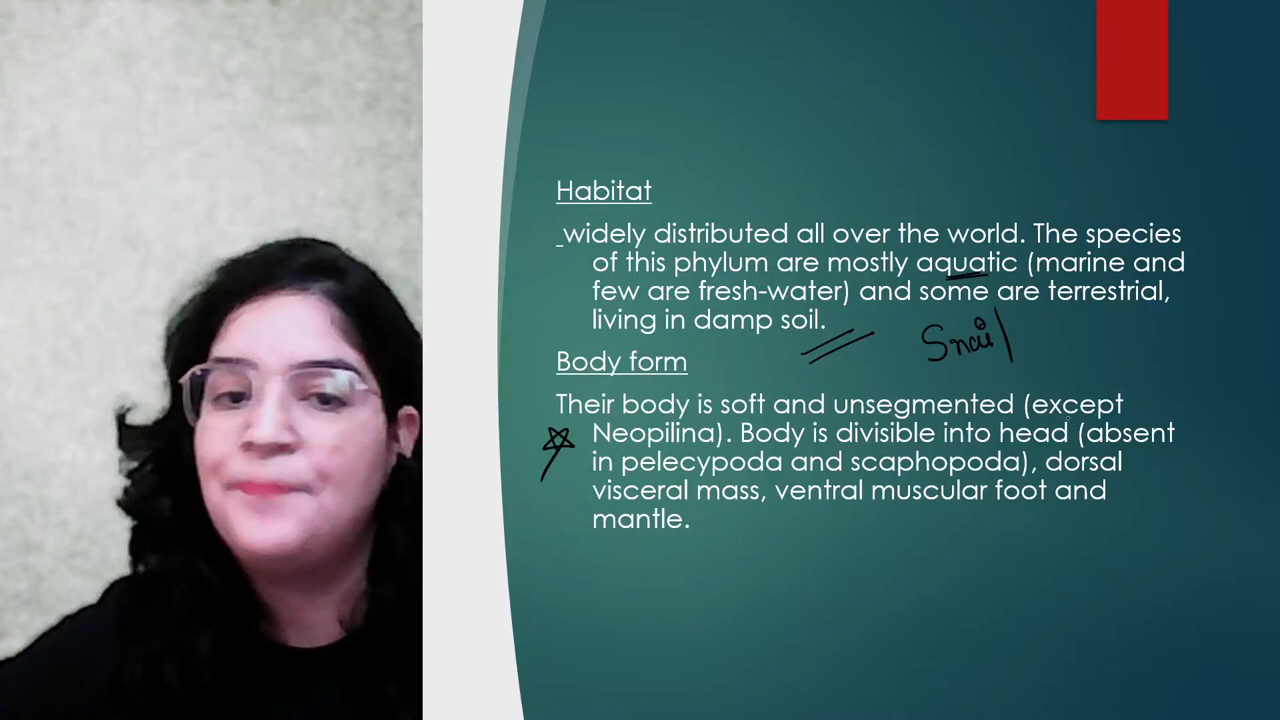 Habitat
widely distributed all over the world. The species
of this phylum are mostly aquatic (marine and
few are fresh-water) and some are terrestrial,
living in damp soil.
Snail
Body form
Their body is soft and unsegmented (except
Neopilina). Body is divisible into head (absent
in pelecypoda and scaphopoda), dorsal
visceral mass, ventral muscular foot and
mantle.